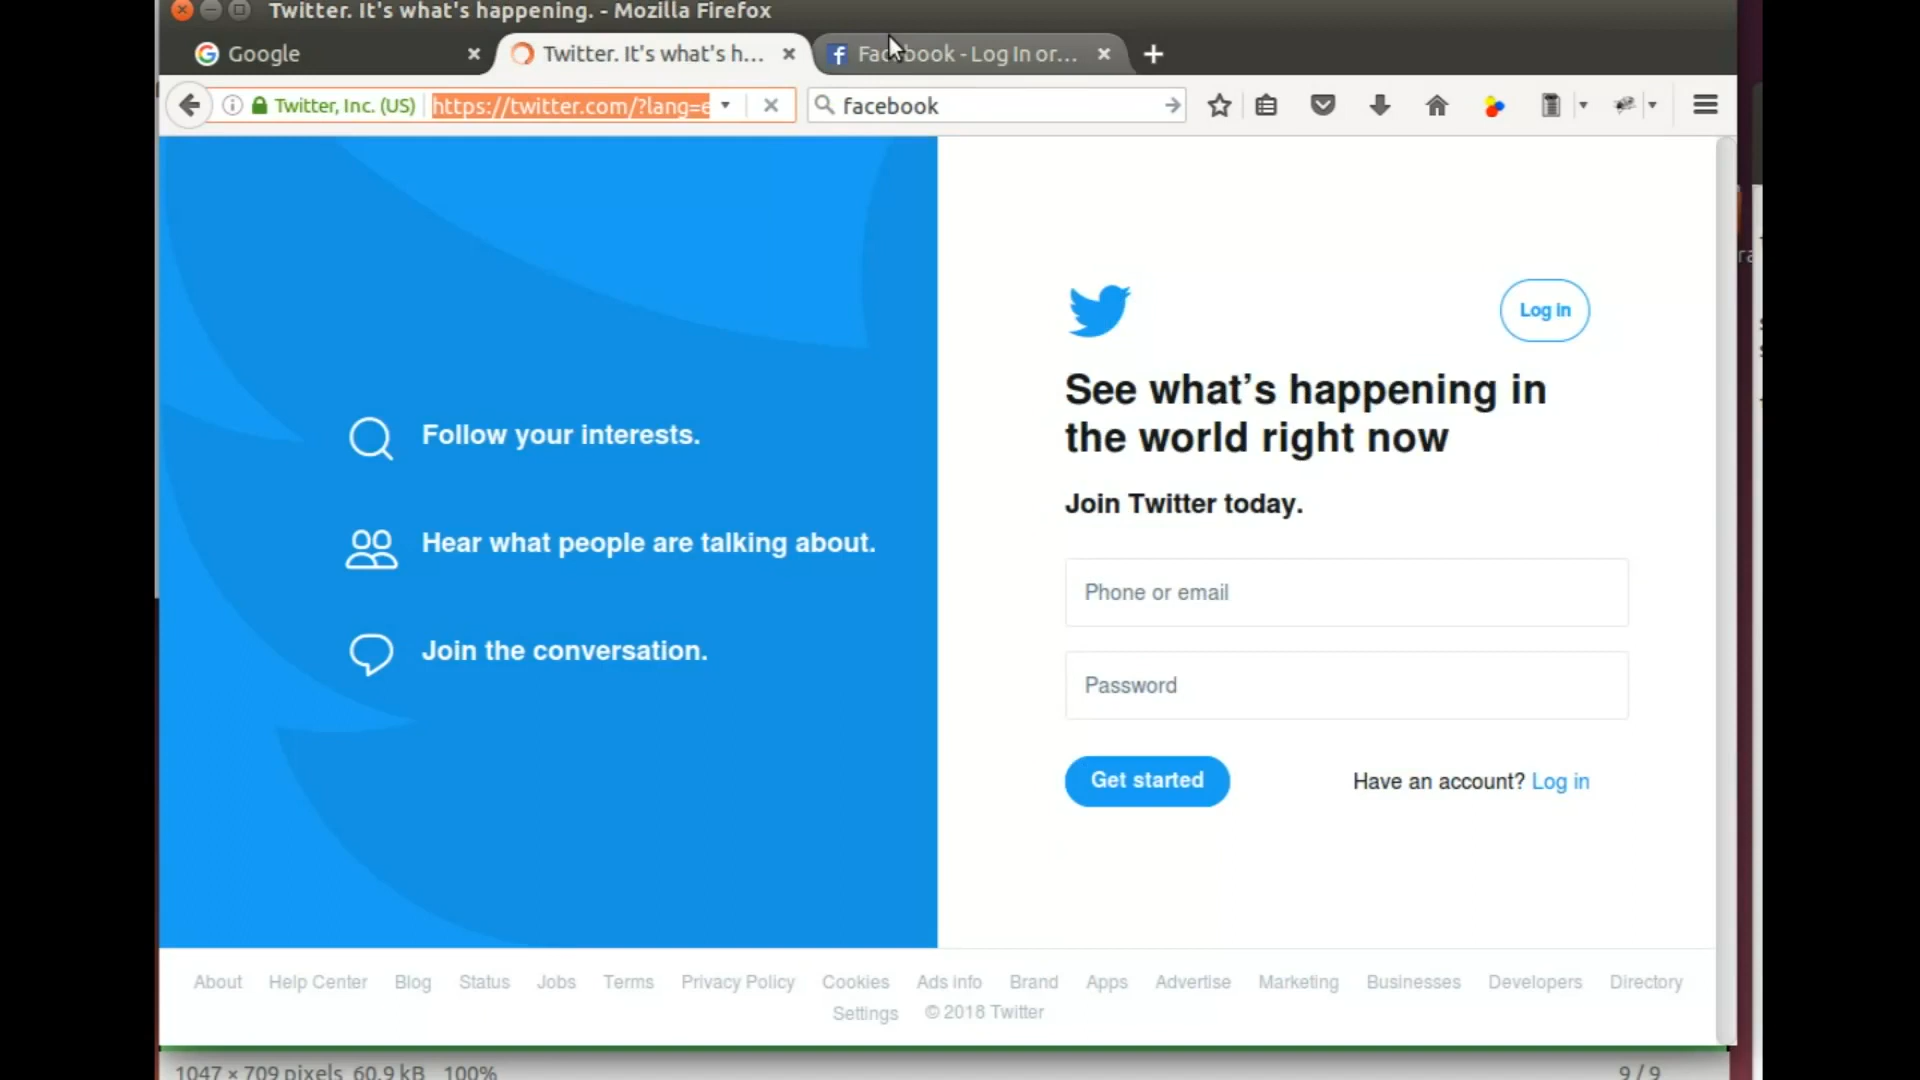 Twitter. It's what's happening. - Mozilla Firefox
Google
Twitter. It's what's h...
Facebook - Log In or...
Twitter, Inc. (US)
https://twitter.com/?lang=e
facebook
Log in
See what’s happening in
the world right now
Join Twitter today.
Follow your interests.
Hear what people are talking about.
Join the conversation.
Phone or email
Password
Get started
Have an account? Log in
About Help Center Blog Status Jobs Terms Privacy Policy Cookies Ads info Brand Apps Advertise Marketing Businesses Developers Directory
Settings © 2018 Twitter
1047 × 709 pixels 60.9 kB 100%
9 / 9